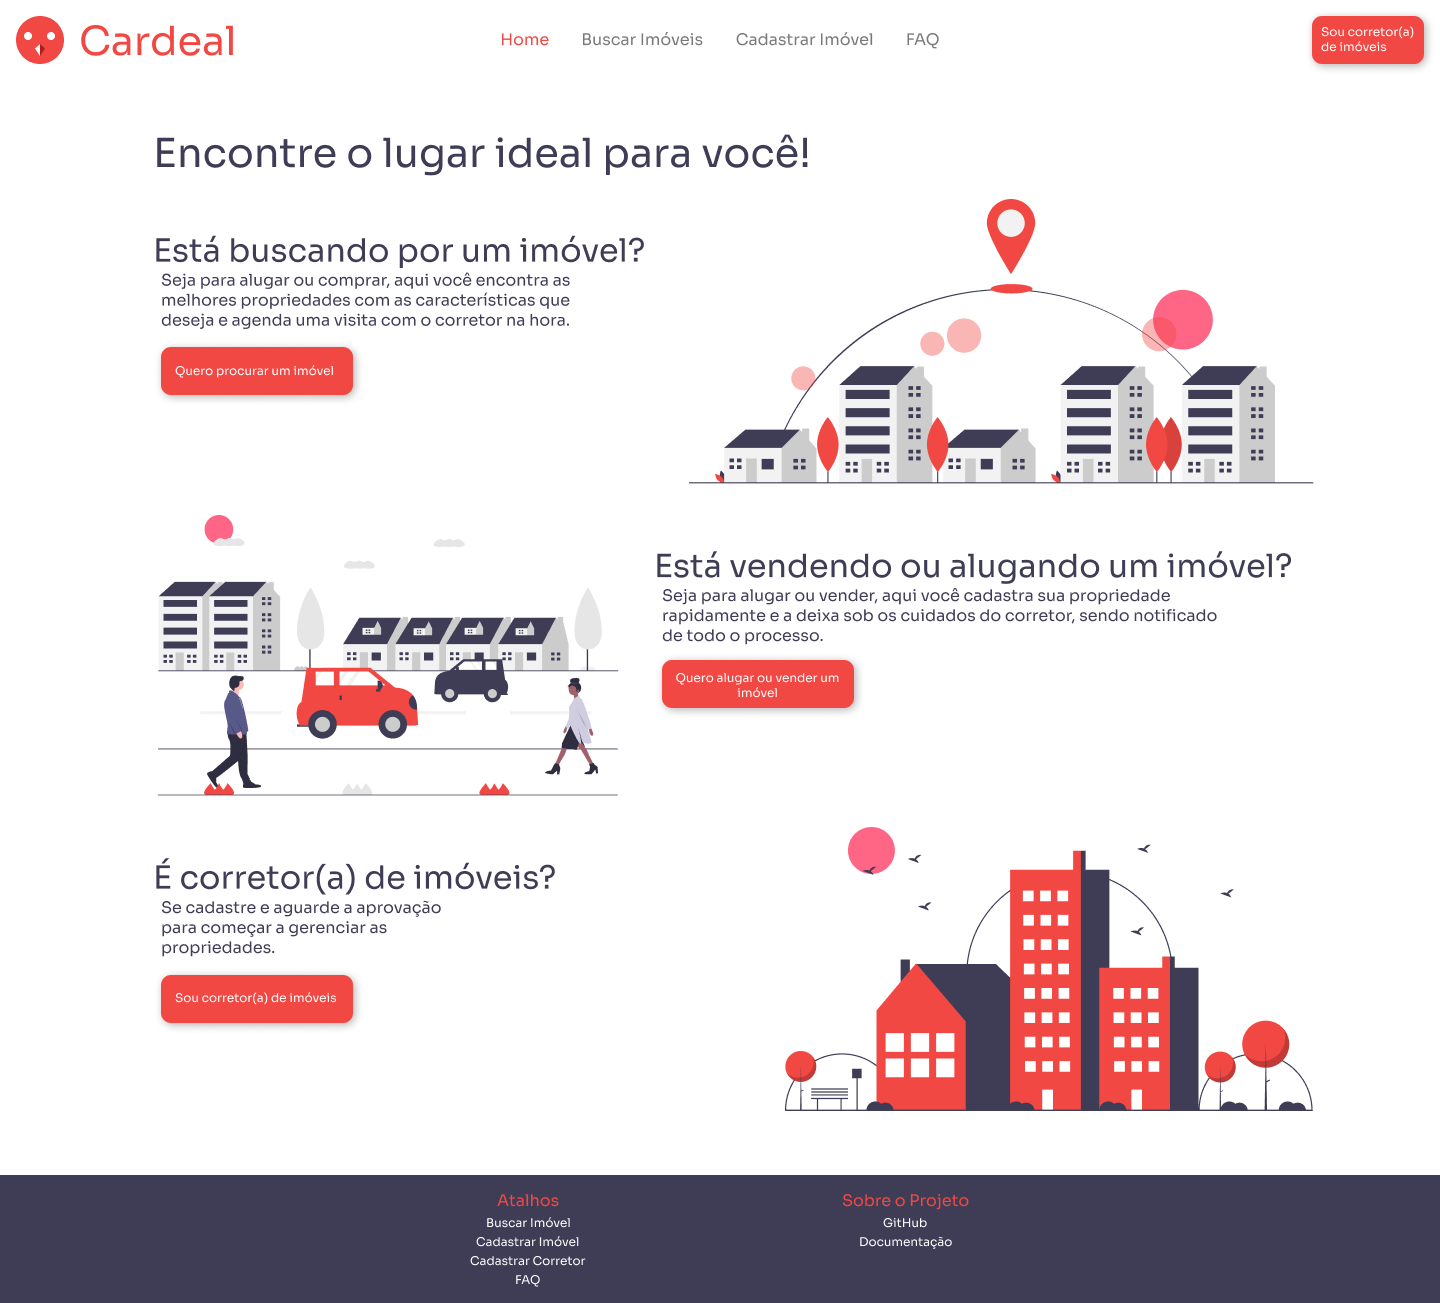 Cardeal
Home
Buscar Imóveis
Cadastrar Imóvel
FAQ
Sou corretor(a)
de imóveis
Encontre o lugar ideal para você!
Está buscando por um imóvel?
Seja para alugar ou comprar, aqui você encontra as
melhores propriedades com as características que
deseja e agenda uma visita com o corretor na hora.
Quero procurar um imóvel
Está vendendo ou alugando um imóvel?
Seja para alugar ou vender, aqui você cadastra sua propriedade
rapidamente e a deixa sob os cuidados do corretor, sendo notificado
de todo o processo.
Quero alugar ou vender um
imóvel
É corretor(a) de imóveis?
Se cadastre e aguarde a aprovação
para começar a gerenciar as
propriedades.
Sou corretor(a) de imóveis
Atalhos
Buscar Imóvel
Cadastrar Imóvel
Cadastrar Corretor
FAQ
Sobre o Projeto
GitHub
Documentação